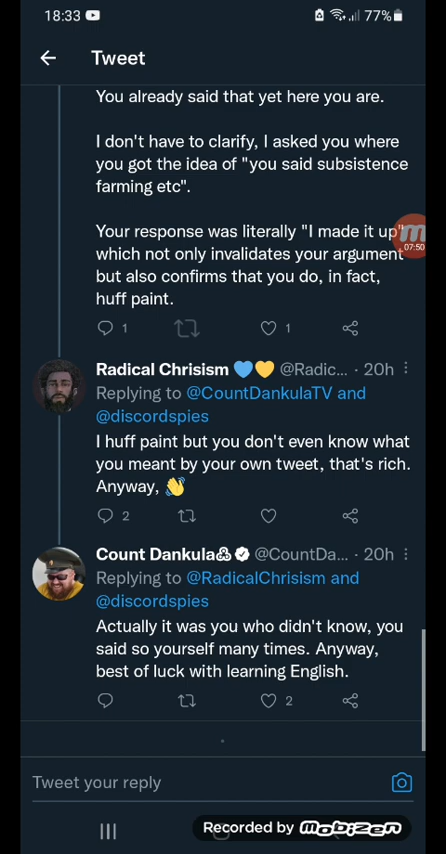 18:33 77%
Tweet
You already said that yet here you are.
I don't have to clarify, I asked you where
you got the idea of "you said subsistence
farming etc".
Your response was literally "I made it up"
07:50
which not only invalidates your argument
but also confirms that you do, in fact,
huff paint.
1 1
Radical Chrisism 💙💛 @Radic... · 20h
Replying to @CountDankulaTV and
@discordspies
I huff paint but you don't even know what
you meant by your own tweet, that's rich.
Anyway, 👋
2
Count Dankula @CountDa... · 20h
Replying to @RadicalChrisism and
@discordspies
Actually it was you who didn't know, you
said so yourself many times. Anyway,
best of luck with learning English.
2
Tweet your reply
Recorded by mobizen